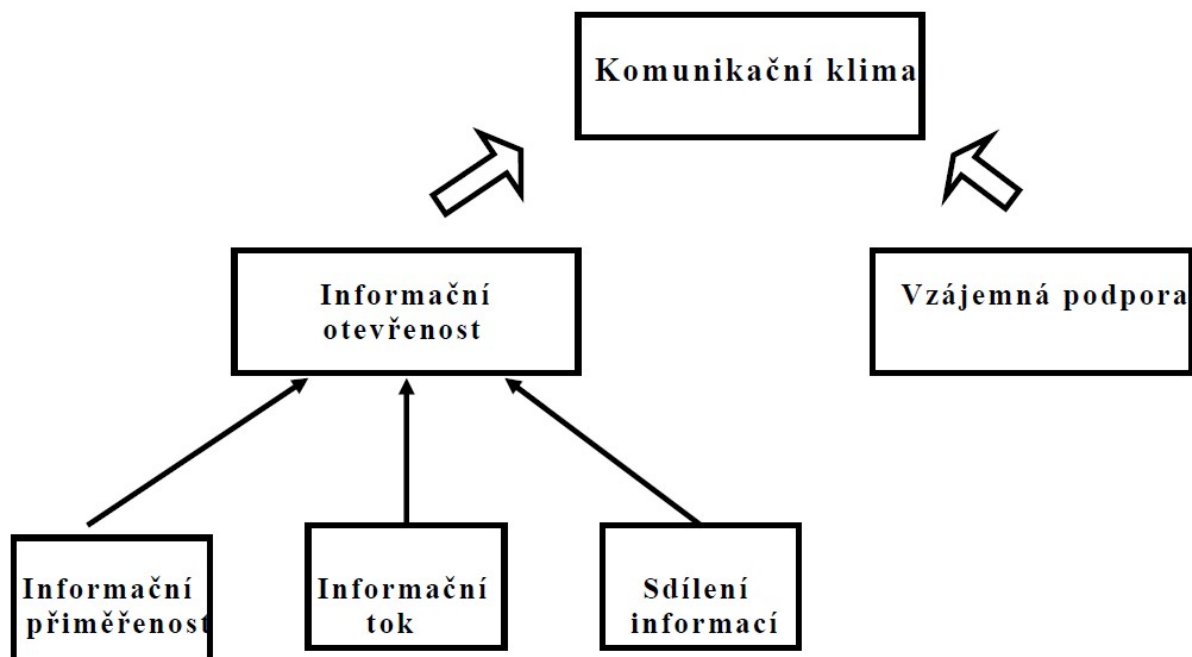 Komunikační klima
Informační
otevřenost
Vzájemná podpora
Informační
přiměřenost
Informační
tok
Sdílení
informací